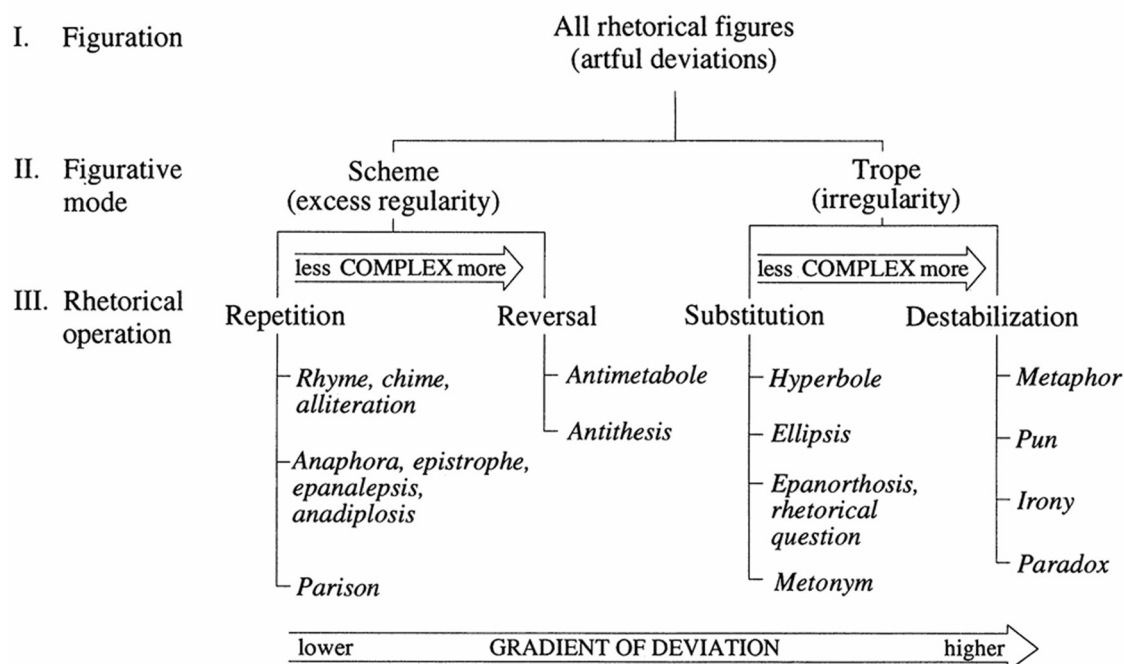 I. Figuration
All rhetorical figures
(artful deviations)
II. Figurative
mode
Scheme
(excess regularity)
Trope
(irregularity)
less COMPLEX more
less COMPLEX more
III. Rhetorical
operation
Repetition
Reversal
Substitution
Destabilization
Rhyme, chime,
alliteration
Anaphora, epistrophe,
epanalepsis,
anadiplosis
Parison
Antimetabole
Antithesis
Hyperbole
Ellipsis
Epanorthosis,
rhetorical
question
Metonym
Metaphor
Pun
Irony
Paradox
lower GRADIENT OF DEVIATION higher